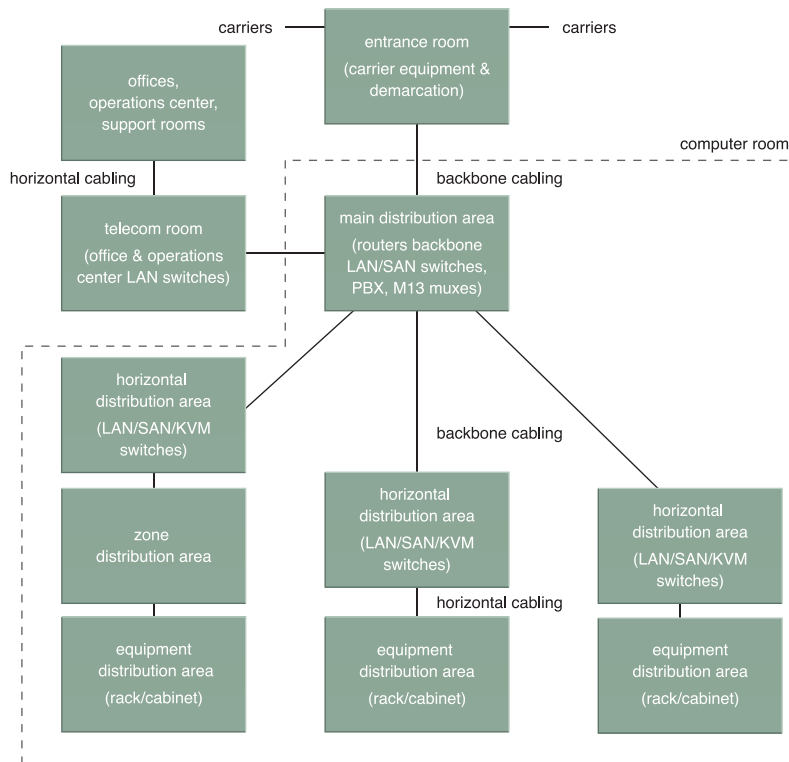 carriers
entrance room
(carrier equipment &
demarcation)
carriers
offices,
operations center,
support rooms
computer room
horizontal cabling
backbone cabling
telecom room
(office & operations
center LAN switches)
main distribution area
(routers backbone
LAN/SAN switches,
PBX, M13 muxes)
horizontal
distribution area
(LAN/SAN/KVM
switches)
backbone cabling
zone
distribution area
horizontal
distribution area
(LAN/SAN/KVM
switches)
horizontal
distribution area
(LAN/SAN/KVM
switches)
horizontal cabling
equipment
distribution area
(rack/cabinet)
equipment
distribution area
(rack/cabinet)
equipment
distribution area
(rack/cabinet)